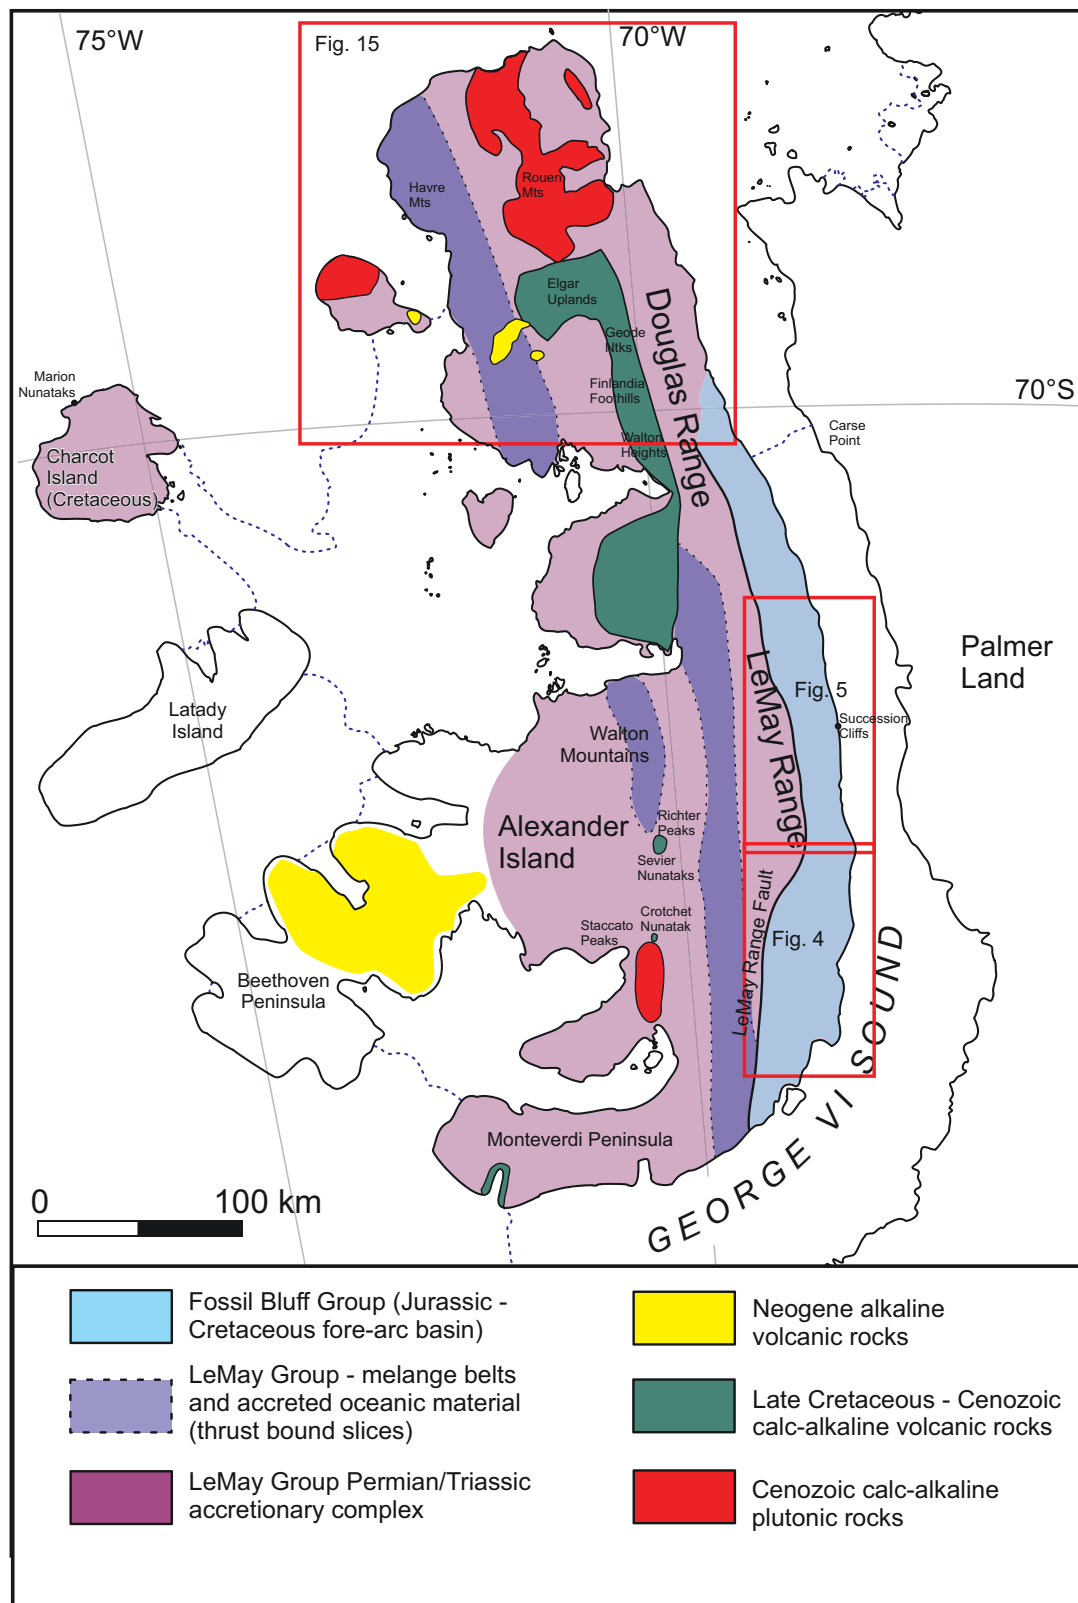 75°W
70°W
Fig. 15
Havre
Mts
Rouen
Mts
Elgar
Uplands
Geode
Ntks
Douglas Range
Finlandia
Foothills
70°S
Marion
Nunataks
Carse
Point
Walton
Heights
Charcot
Island
(Cretaceous)
Palmer
Land
LeMay Range
Fig. 5
Latady
Island
Succession
Cliffs
Walton
Mountains
Richter
Peaks
Alexander
Island
Sevier
Nunataks
Crotchet
Nunatak
Staccato
Peaks
LeMay Range Fault
Fig. 4
Beethoven
Peninsula
GEORGE VI SOUND
Monteverdi Peninsula
0
100 km
Fossil Bluff Group (Jurassic -
Cretaceous fore-arc basin)
LeMay Group - melange belts
and accreted oceanic material
(thrust bound slices)
LeMay Group Permian/Triassic
accretionary complex
Neogene alkaline
volcanic rocks
Late Cretaceous - Cenozoic
calc-alkaline volcanic rocks
Cenozoic calc-alkaline
plutonic rocks